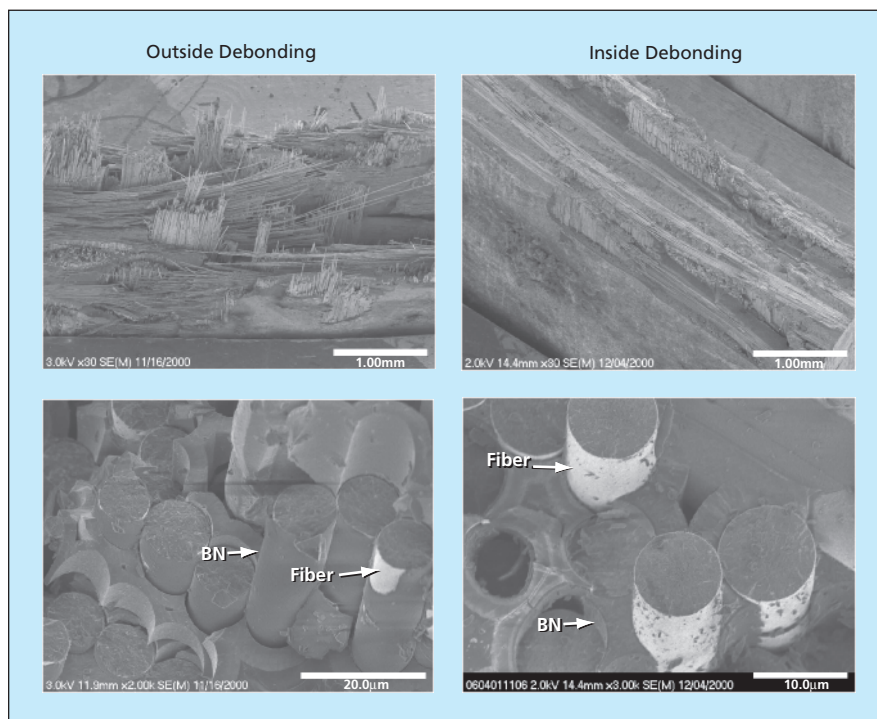 Outside Debonding
Inside Debonding
3.0kV x30 SE(M) 11/16/2000
1.00mm
2.0kV 14.4mm x30 SE(M) 12/04/2000
1.00mm
BN
Fiber
3.0kV 11.9mm x2.00k SE(M) 11/16/2000
20.0µm
Fiber
BN
0604011106 2.0kV 14.4mm x3.00k SE(M) 12/04/2000
10.0µm